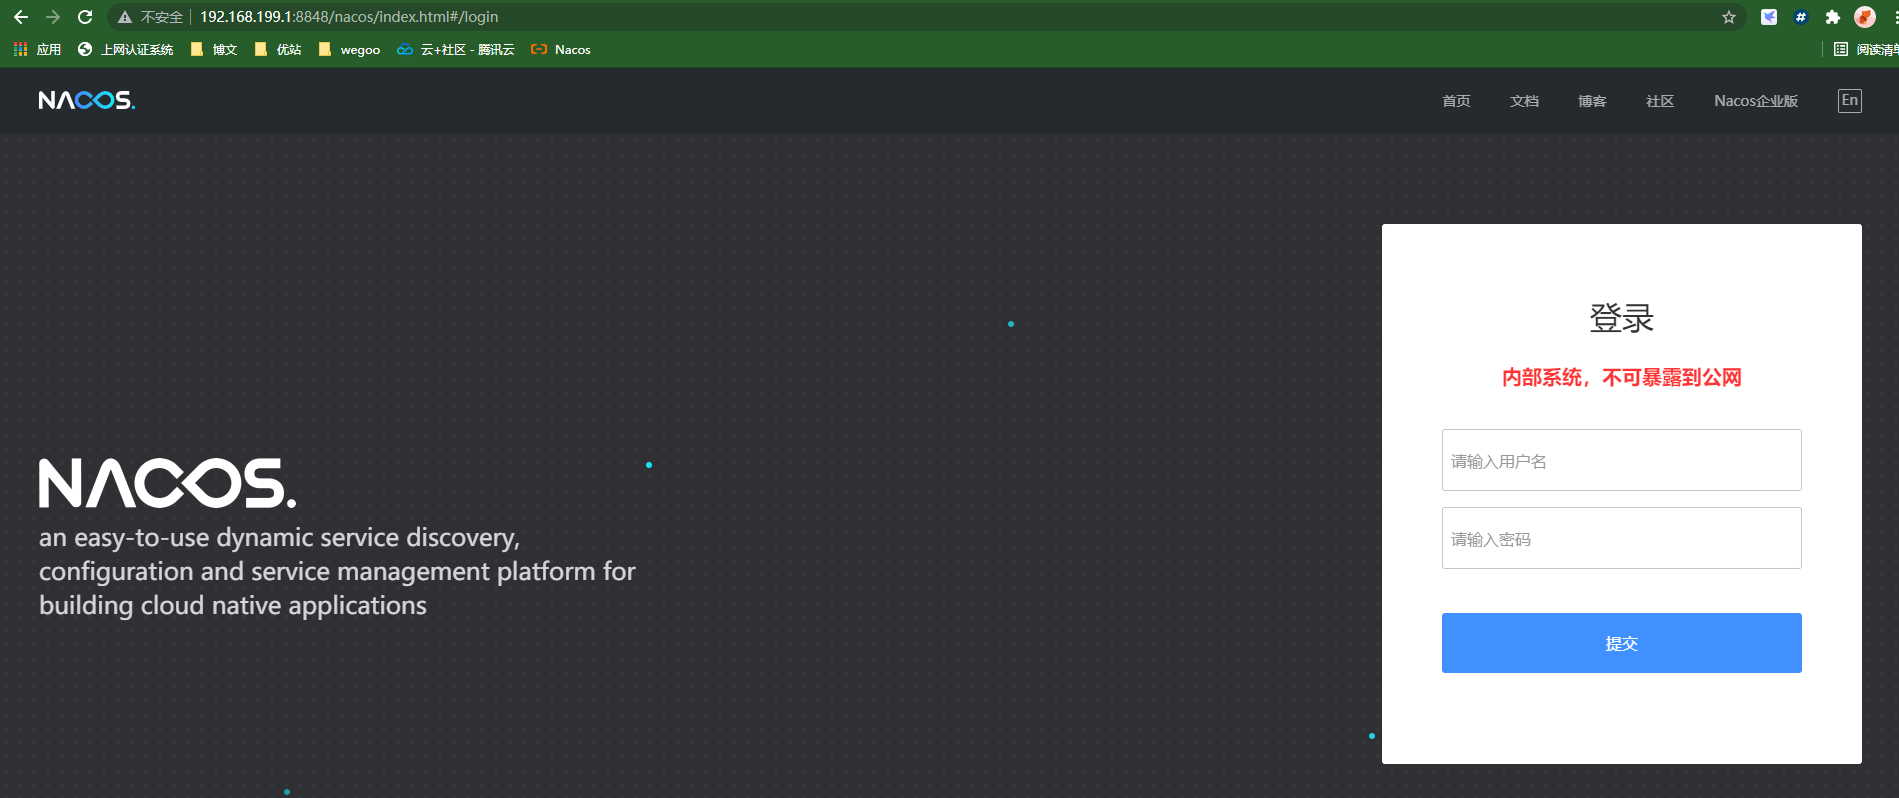 不安全 192.168.199.1:8848/nacos/index.html#/login
应用 上网认证系统 博文 优站 wegoo 云+社区 - 腾讯云 Nacos 阅读清单
NACOS.
首页 文档 博客 社区 Nacos企业版 En
登录
内部系统，不可暴露到公网
请输入用户名
请输入密码
提交
NACOS.
an easy-to-use dynamic service discovery,
configuration and service management platform for
building cloud native applications